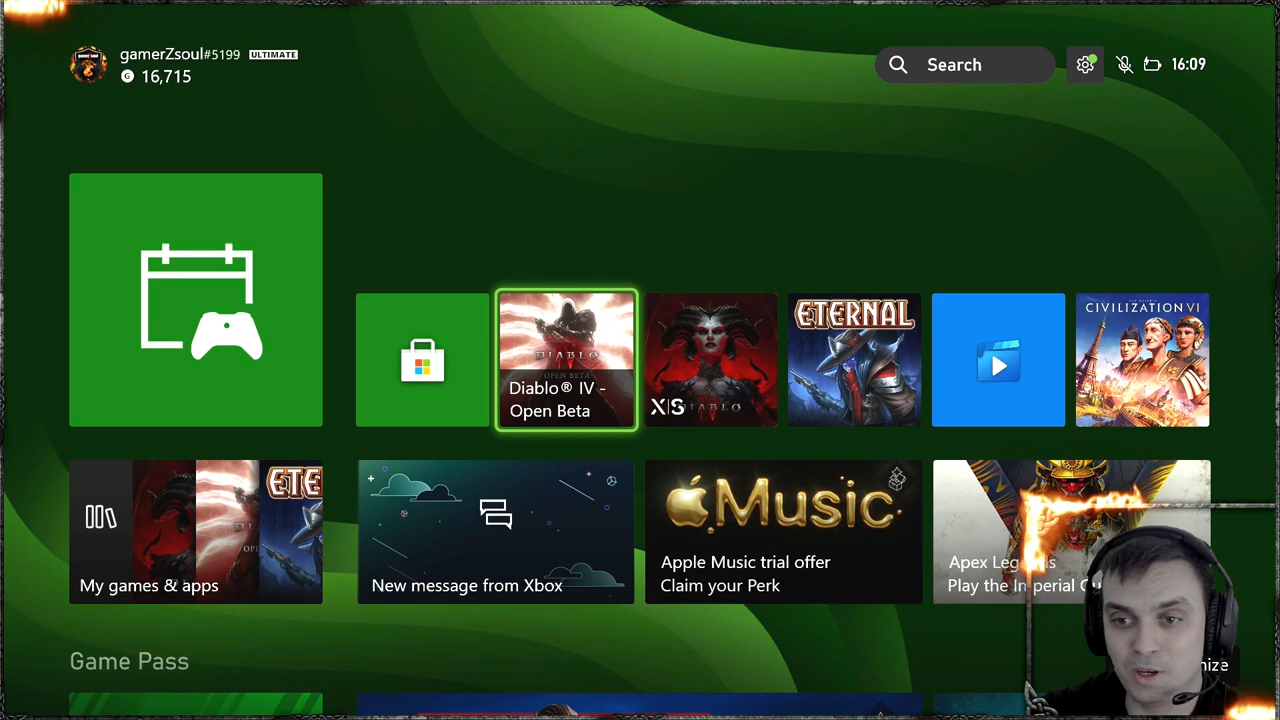 gamerZsoul#5199 ULTIMATE
G 16,715
Search
16:09
DIABLO
OPEN BETA
Diablo® IV -
Open Beta
X|S DIABLO
ETERNAL
CIVILIZATION VI
ETE
My games & apps
New message from Xbox
Music
Apple Music trial offer
Claim your Perk
Apex Leg
Play the
Game Pass